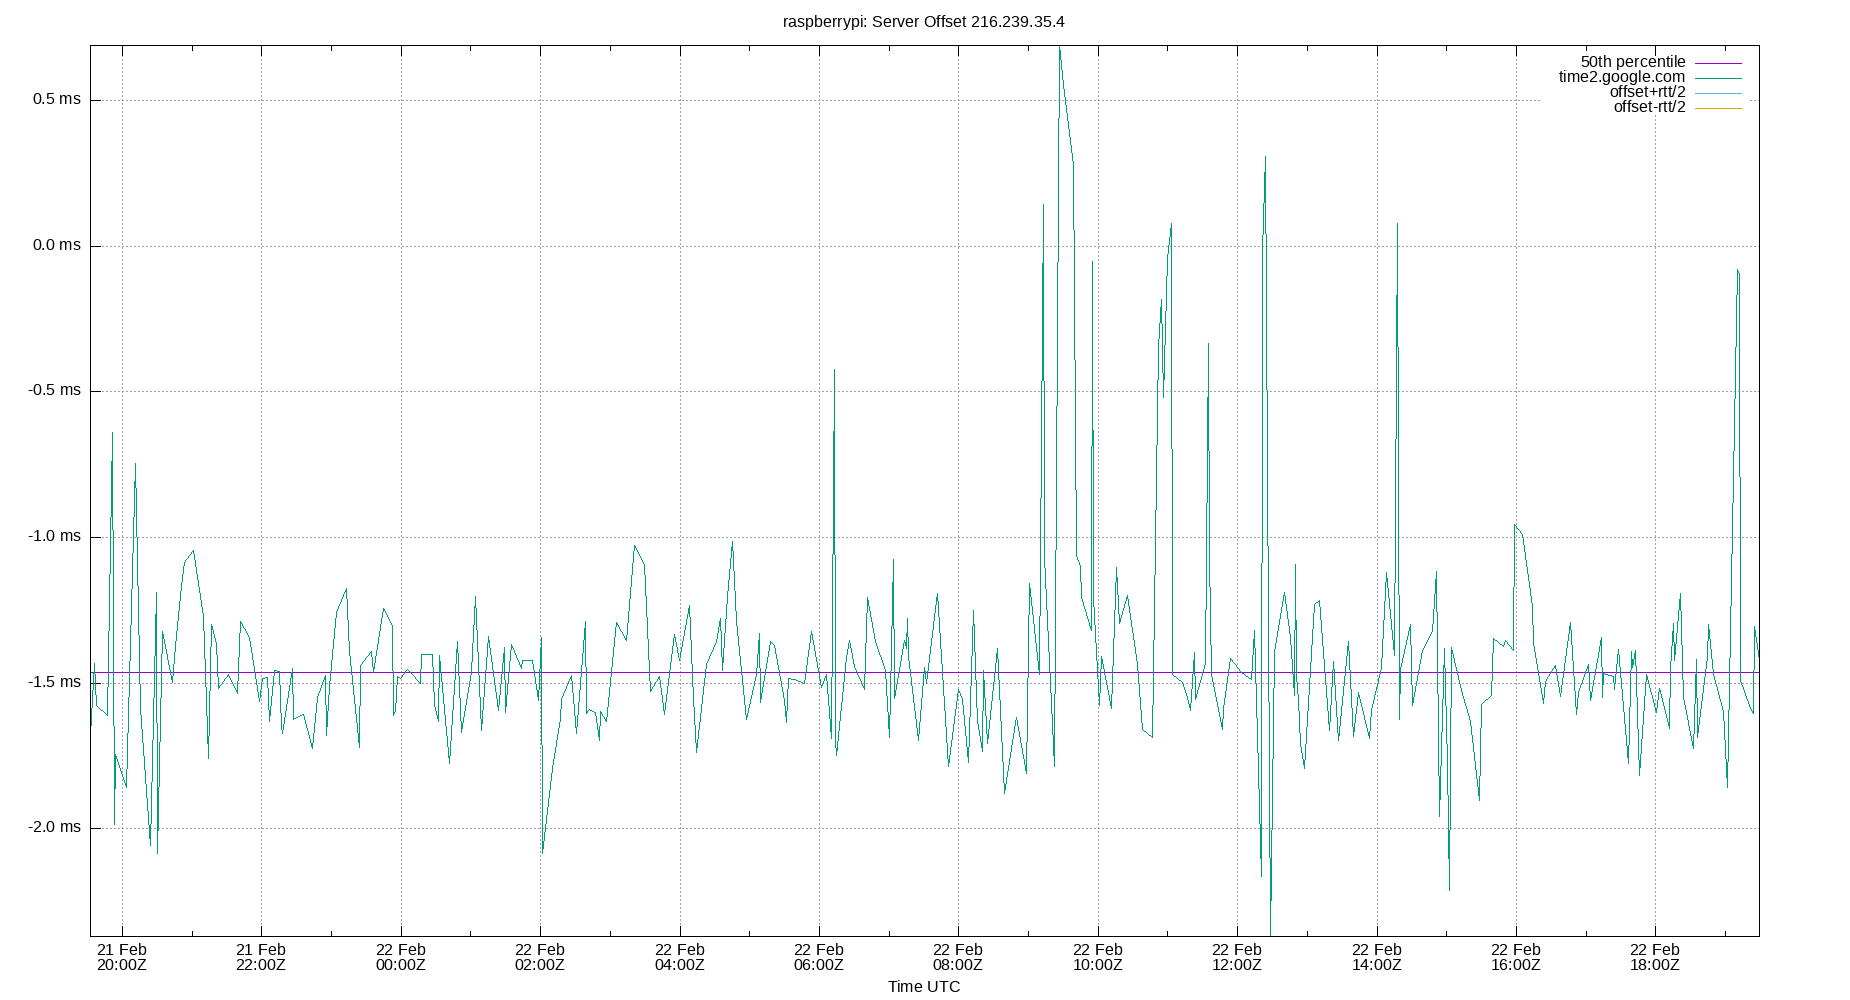 raspberrypi: Server Offset 216.239.35.4
50th percentile
time2.google.com
offset+rtt/2
offset-rtt/2
0.5 ms
0.0 ms
-0.5 ms
-1.0 ms
-1.5 ms
-2.0 ms
21 Feb 21 Feb 22 Feb 22 Feb 22 Feb 22 Feb 22 Feb 22 Feb 22 Feb 22 Feb 22 Feb 22 Feb
20:00Z 22:00Z 00:00Z 02:00Z 04:00Z 06:00Z 08:00Z 10:00Z 12:00Z 14:00Z 16:00Z 18:00Z
Time UTC